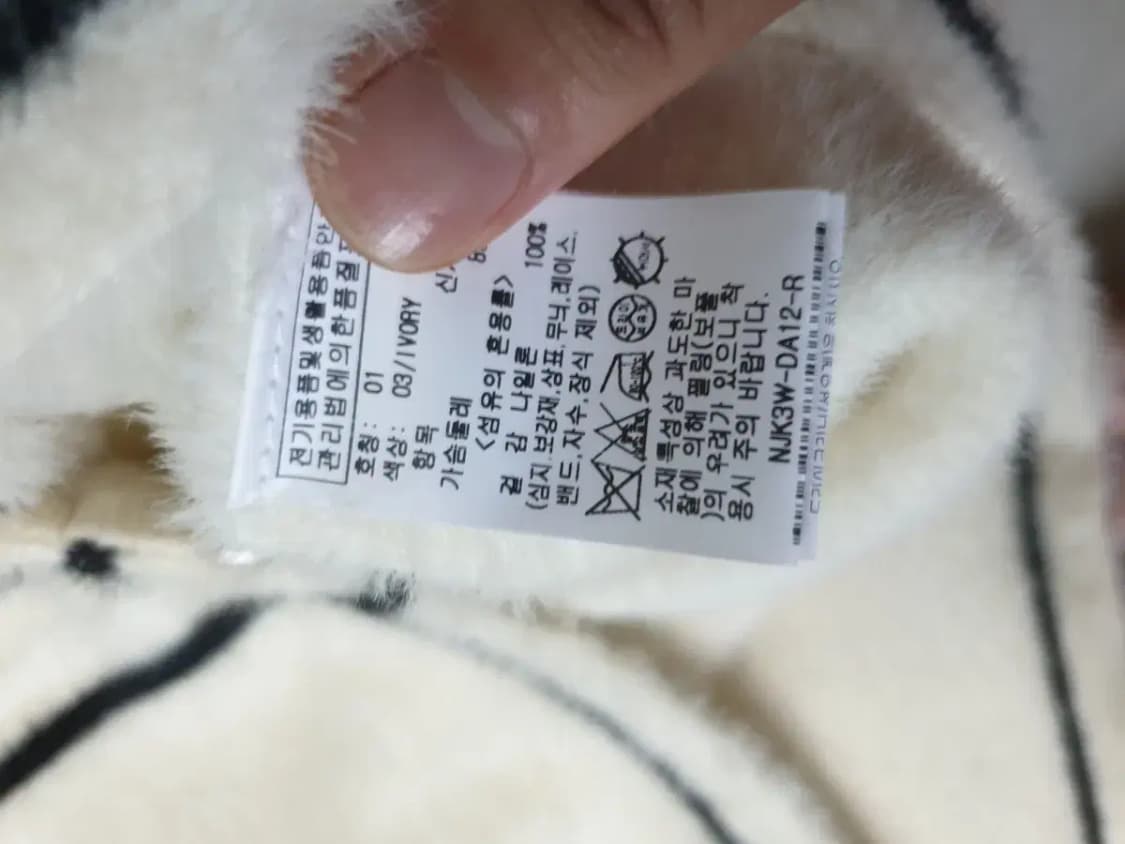 전기용품및생활용품안
관리법에의한품질
호칭: 01
색상: 03/IVORY
항목
가슴둘레
<섬유의 혼용률>
겉 감 나일론 100%
(심지,보강재,상표,무늬,레이스,
밴드,자수,장식 제외)
소재 특성상 과도한 마
찰에 의해 필링(보풀
)의 우려가 있으니 착
용시 주의 바랍니다.
NJK3W-DA12-R